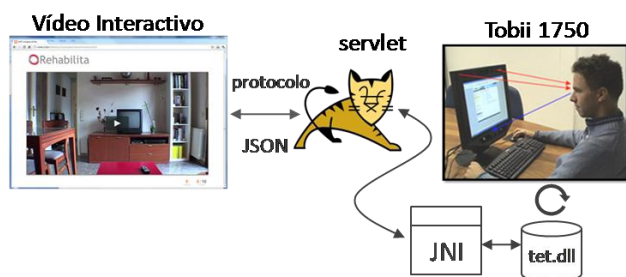 Vídeo Interactivo
servlet
Tobii 1750
Rehabilita
protocolo
JSON
JNI
tet.dll